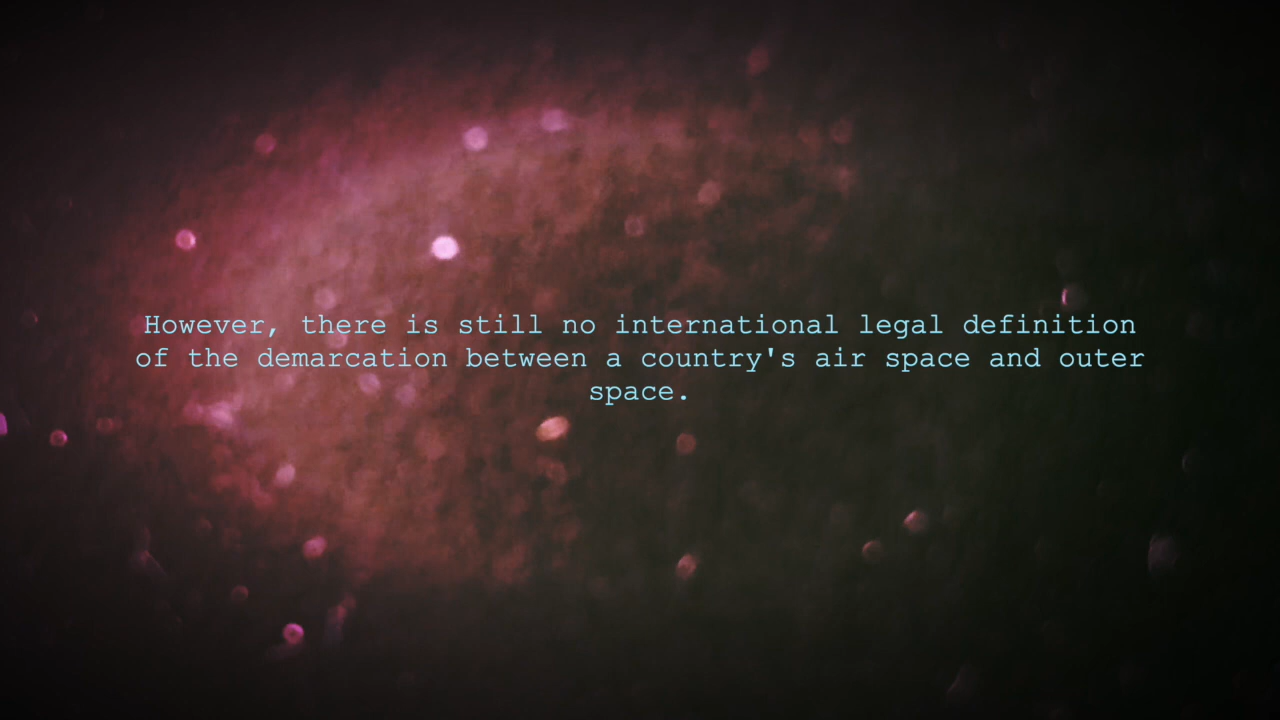 However, there is still no international legal definition
of the demarcation between a country's air space and outer
space.